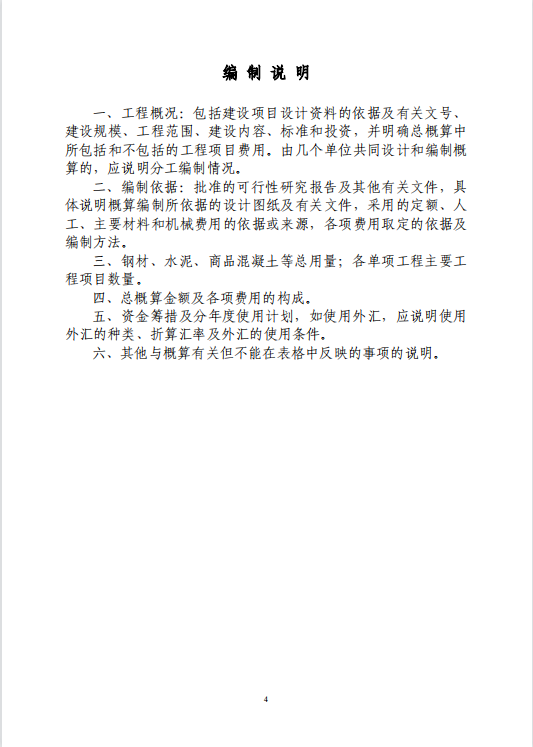 编 制 说 明
一、工程概况：包括建设项目设计资料的依据及有关文号、
建设规模、工程范围、建设内容、标准和投资，并明确总概算中
所包括和不包括的工程项目费用。由几个单位共同设计和编制概
算的，应说明分工编制情况。
二、编制依据：批准的可行性研究报告及其他有关文件，具
体说明概算编制所依据的设计图纸及有关文件，采用的定额、人
工、主要材料和机械费用的依据或来源，各项费用取定的依据及
编制方法。
三、钢材、水泥、商品混凝土等总用量；各单项工程主要工
程项目数量。
四、总概算金额及各项费用的构成。
五、资金筹措及分年度使用计划，如使用外汇，应说明使用
外汇的种类、折算汇率及外汇的使用条件。
六、其他与概算有关但不能在表格中反映的事项的说明。
4